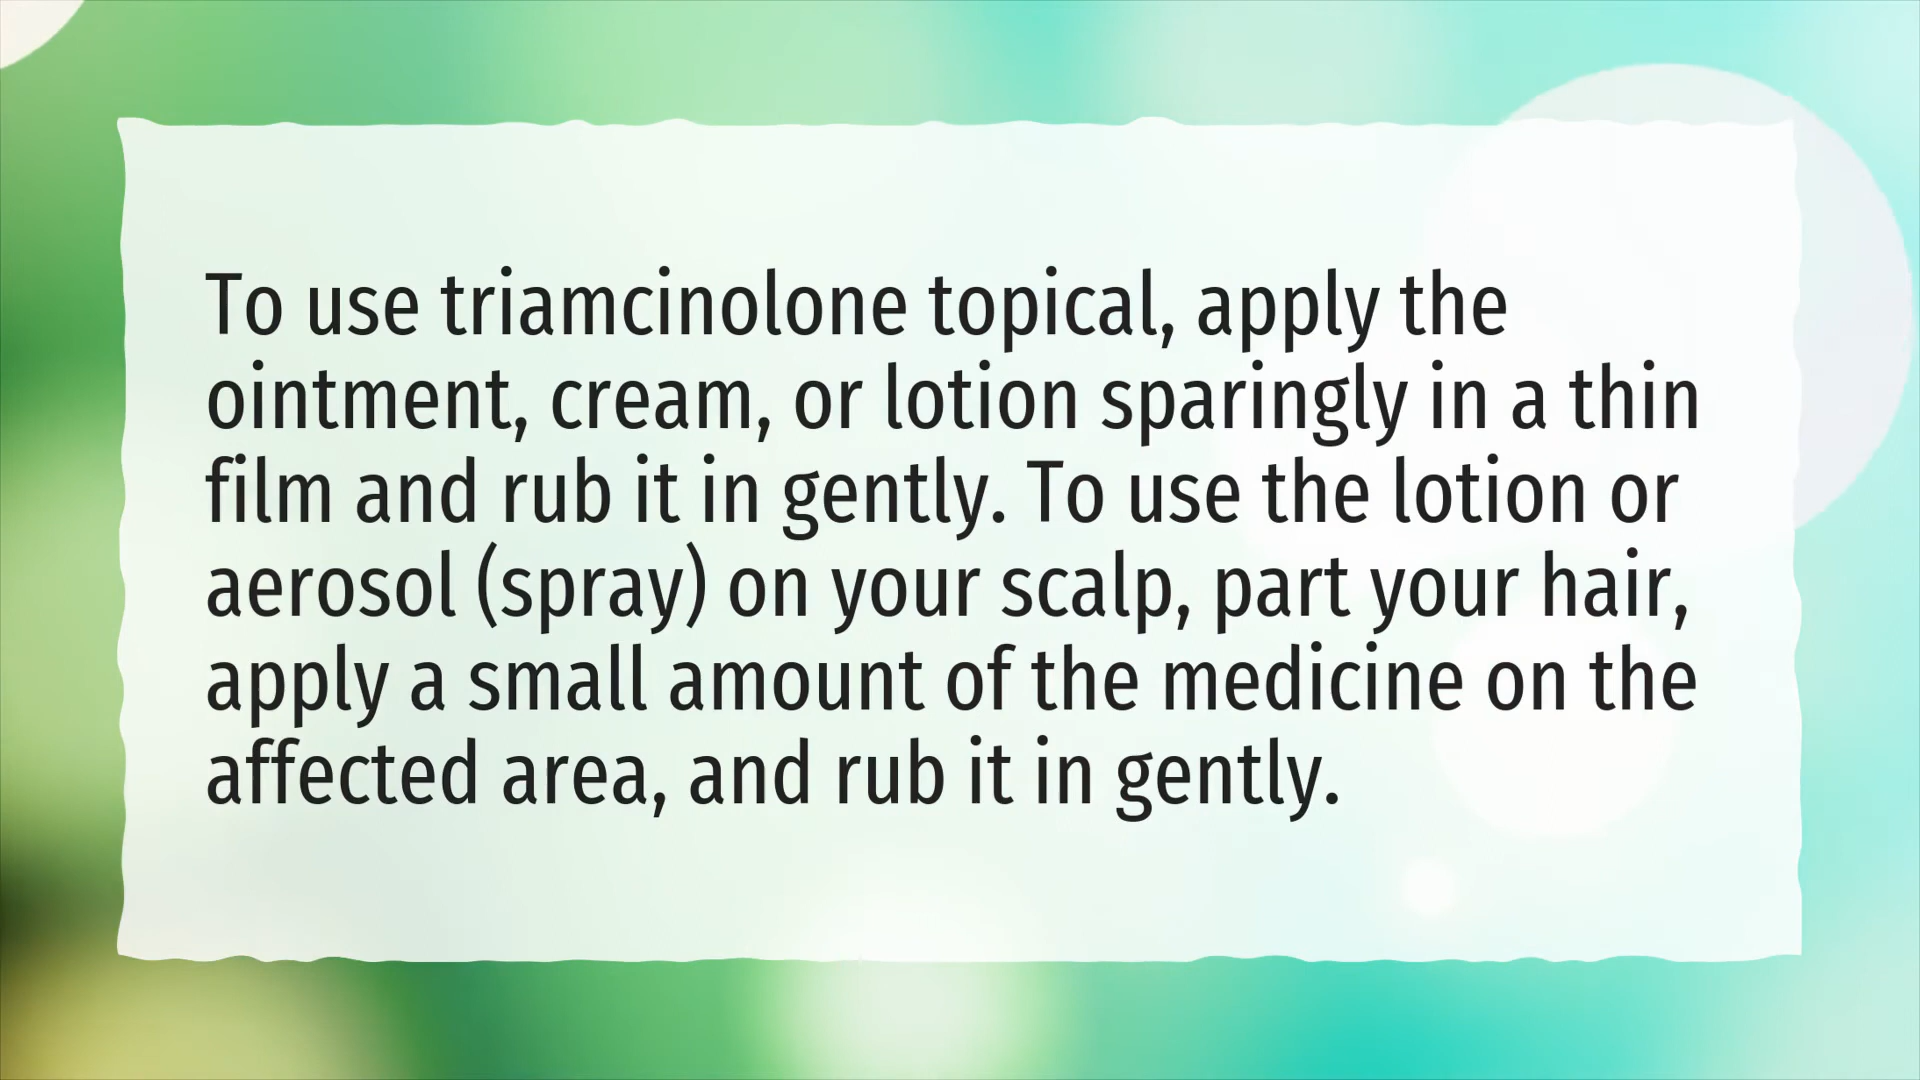 To use triamcinolone topical, apply the
ointment, cream, or lotion sparingly in a thin
film and rub it in gently. To use the lotion or
aerosol (spray) on your scalp, part your hair,
apply a small amount of the medicine on the
affected area, and rub it in gently.